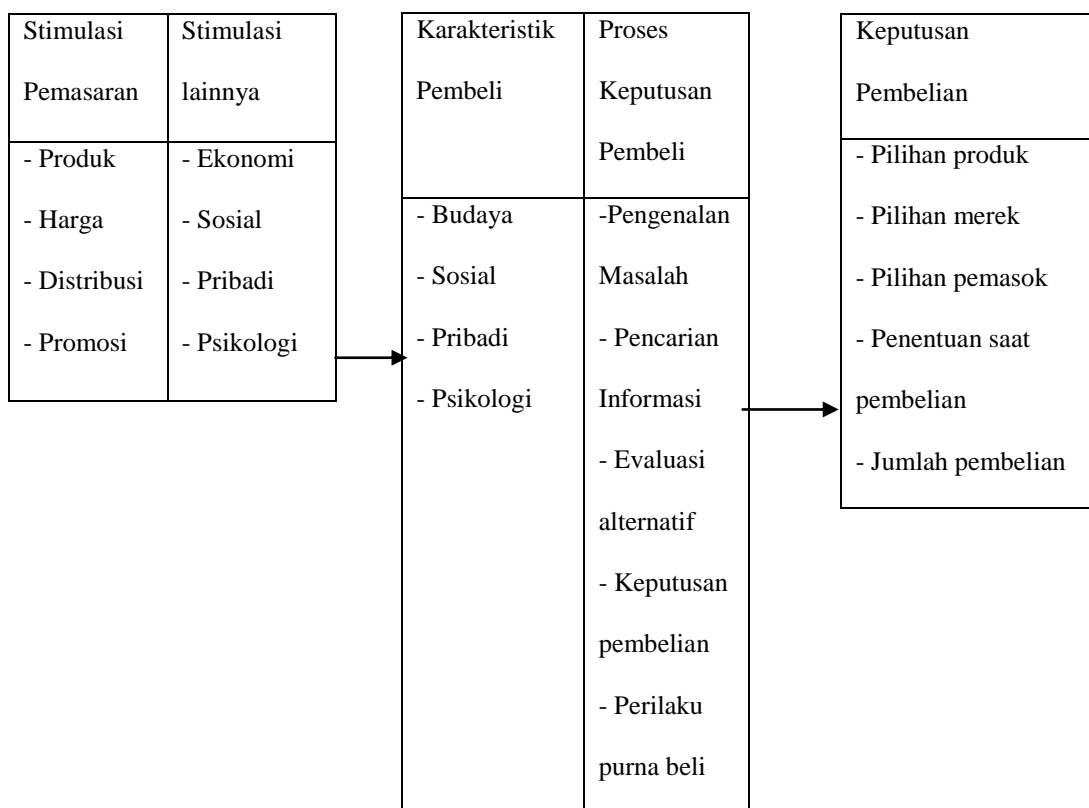 Stimulasi
Pemasaran
- Produk
- Harga
- Distribusi
- Promosi
Stimulasi
lainnya
- Ekonomi
- Sosial
- Pribadi
- Psikologi
Karakteristik
Pembeli
- Budaya
- Sosial
- Pribadi
- Psikologi
Proses
Keputusan
Pembeli
-Pengenalan
Masalah
- Pencarian
Informasi
- Evaluasi
alternatif
- Keputusan
pembelian
- Perilaku
purna beli
Keputusan
Pembelian
- Pilihan produk
- Pilihan merek
- Pilihan pemasok
- Penentuan saat
pembelian
- Jumlah pembelian